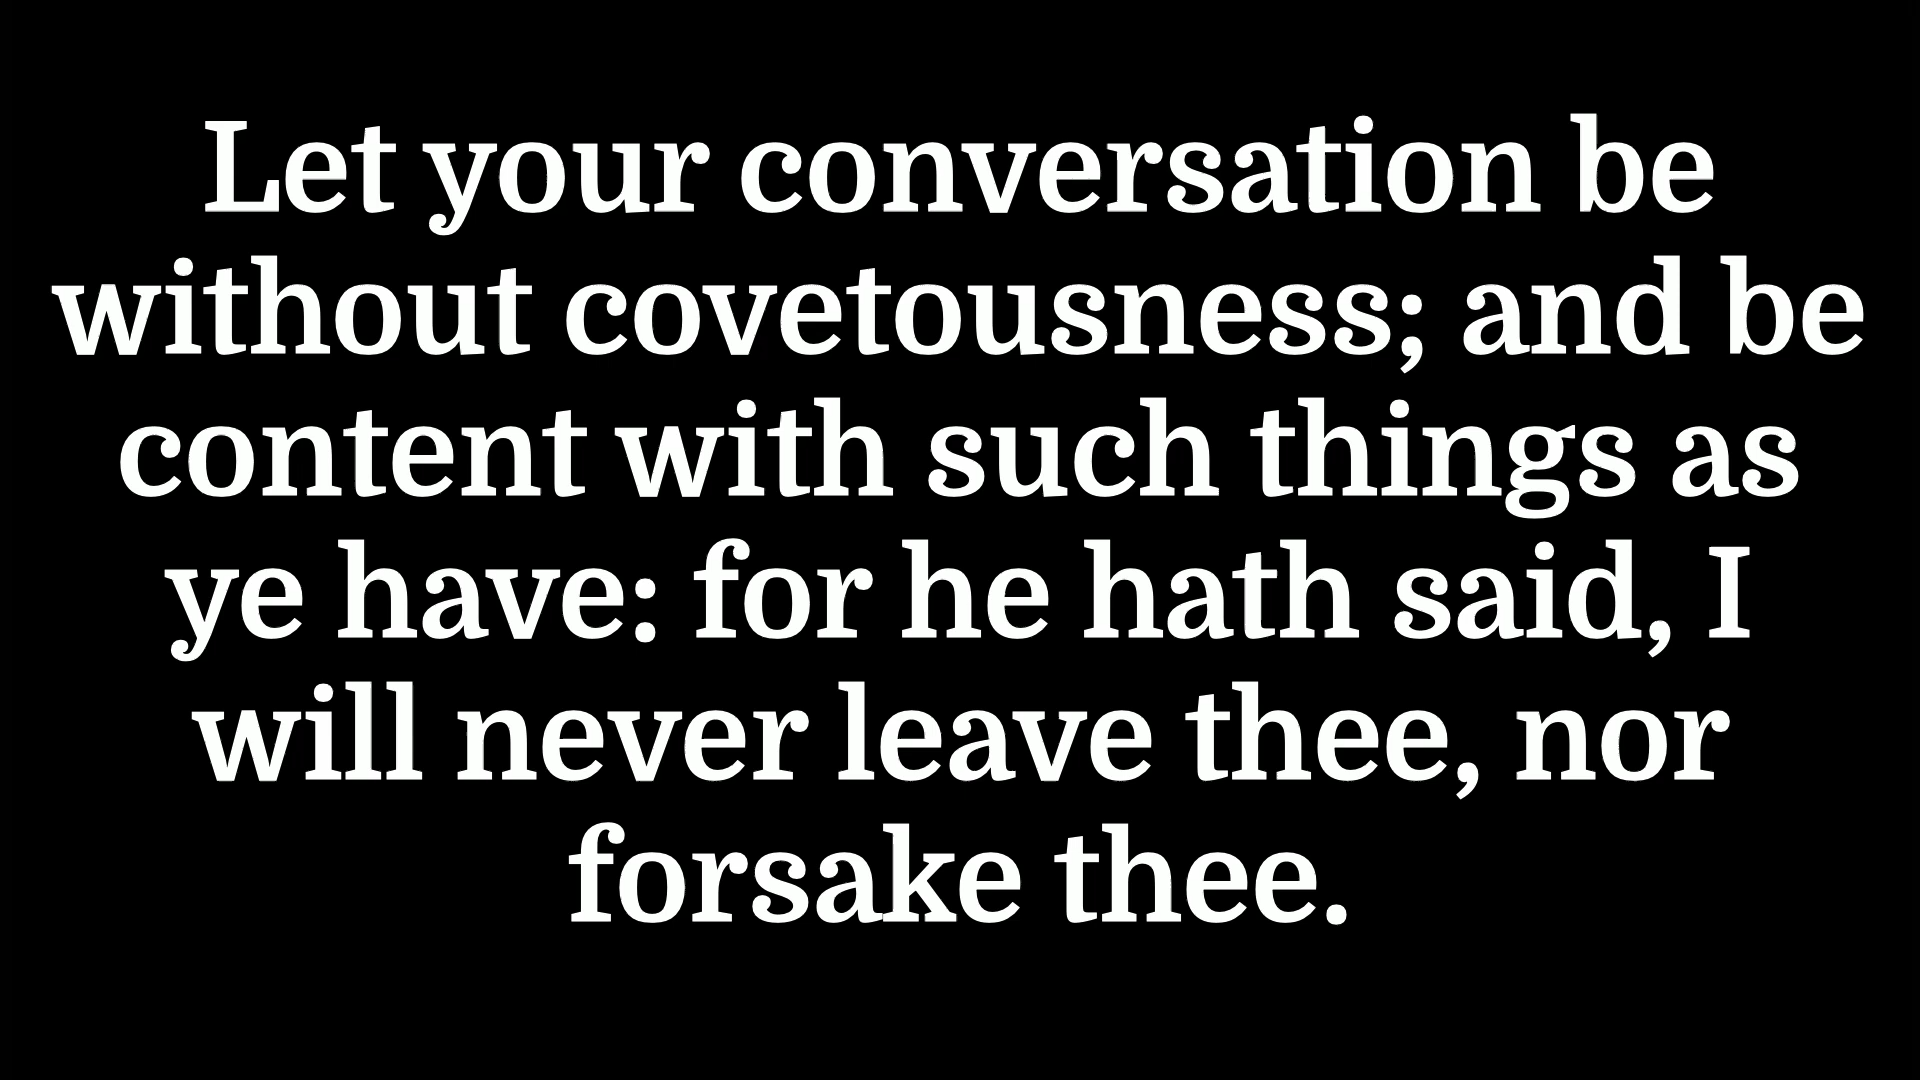 Let your conversation be
without covetousness; and be
content with such things as
ye have: for he hath said, I
will never leave thee, nor
forsake thee.